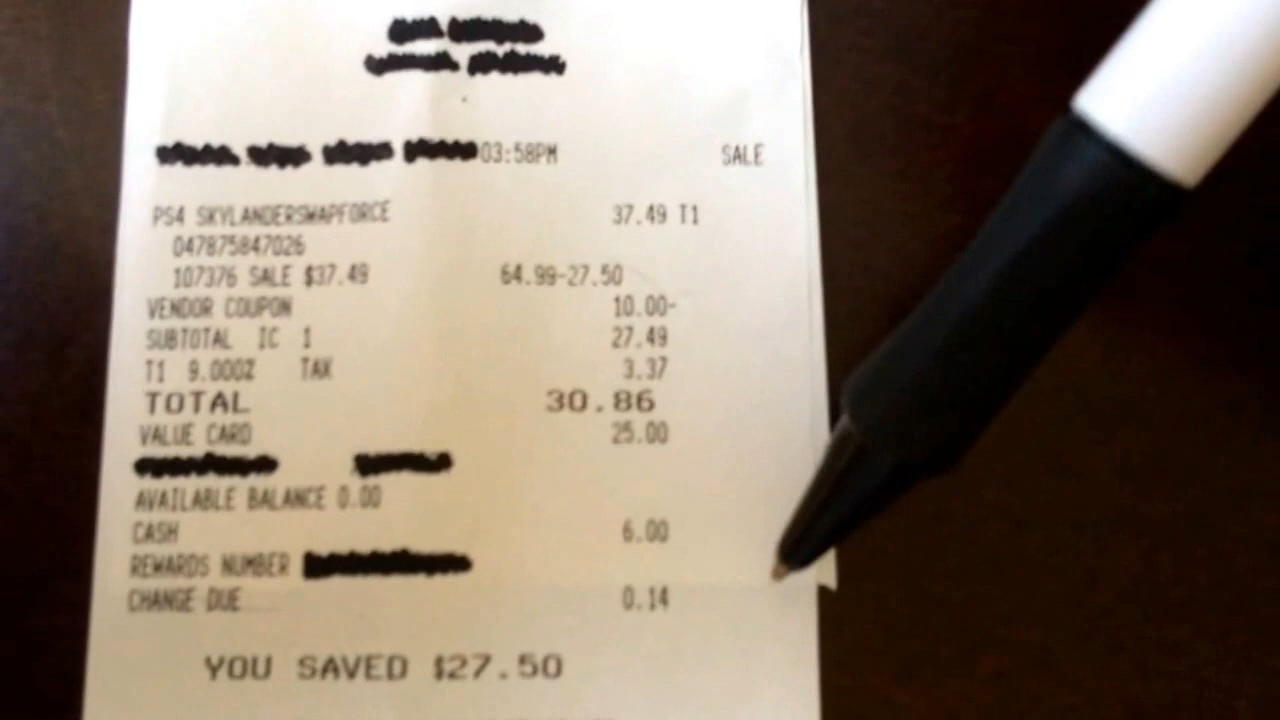 03:58PM SALE
PS4 SKYLANDERSWAPFORCE 37.49 T1
047875847026
107376 SALE $37.49 64.99-27.50
VENDOR COUPON 10.00-
SUBTOTAL IC 1 27.49
T1 9.000% TAX 3.37
TOTAL 30.86
VALUE CARD 25.00
AVAILABLE BALANCE 0.00
CASH 6.00
REWARDS NUMBER
CHANGE DUE 0.14
YOU SAVED $27.50